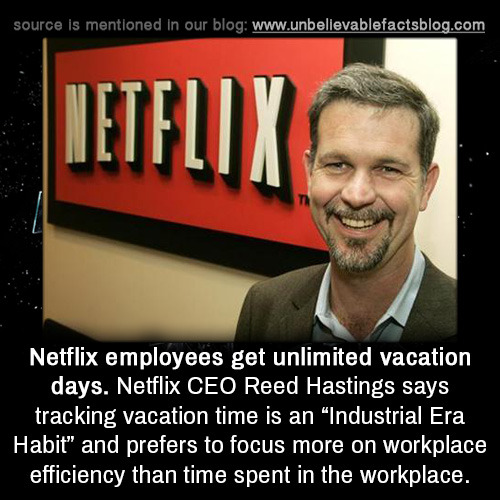 source is mentioned in our blog: www.unbelievablefactsblog.com
NETFLIX
TM
Netflix employees get unlimited vacation
days. Netflix CEO Reed Hastings says
tracking vacation time is an “Industrial Era
Habit” and prefers to focus more on workplace
efficiency than time spent in the workplace.